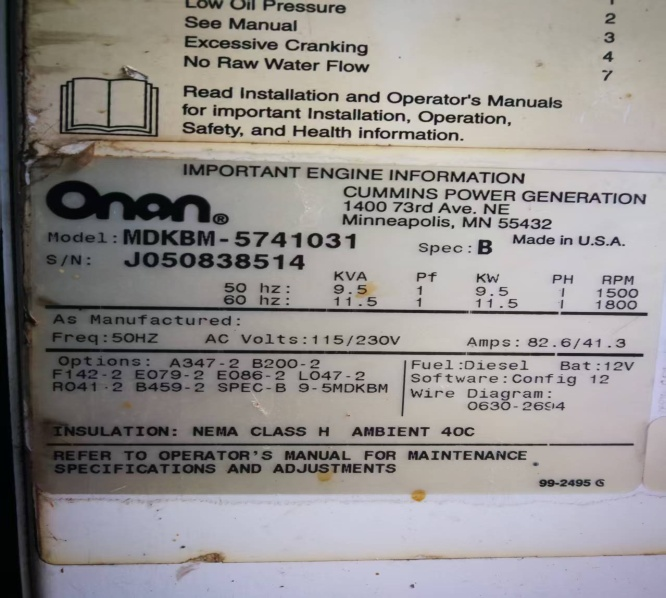 Low Oil Pressure
See Manual 2
Excessive Cranking 3
No Raw Water Flow 4
7
Read Installation and Operator's Manuals
for important Installation, Operation,
Safety, and Health information.
IMPORTANT ENGINE INFORMATION
Onan® CUMMINS POWER GENERATION
1400 73rd Ave. NE
Minneapolis, MN 55432
Model: MDKBM-5741031 Spec: B Made in U.S.A.
S/N: J050838514
KVA Pf KW PH RPM
50 hz: 9.5 1 9.5 1 1500
60 hz: 11.5 1 11.5 1 1800
As Manufactured:
Freq:50HZ AC Volts:115/230V Amps: 82.6/41.3
Options: A347-2 B200-2
F142-2 E079-2 E086-2 L047-2
R041-2 B459-2 SPEC-B 9-5MDKBM
Fuel:Diesel Bat:12V
Software:Config 12
Wire Diagram:
0630-2694
INSULATION: NEMA CLASS H AMBIENT 40C
REFER TO OPERATOR'S MANUAL FOR MAINTENANCE
SPECIFICATIONS AND ADJUSTMENTS
99-2495 G